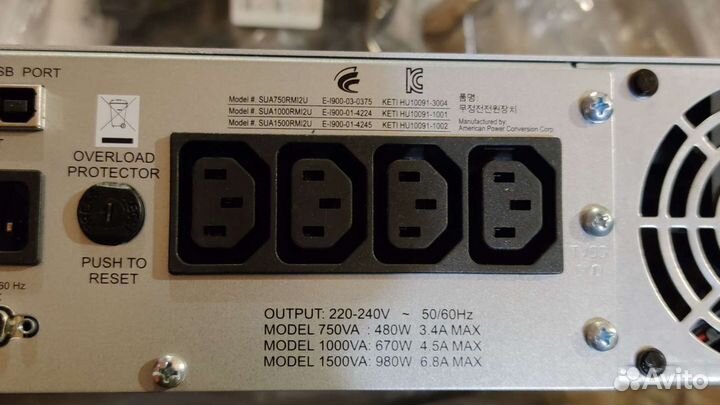 SB PORT
Model #. SUA750RMI2U E-I900-03-0375 KETI HU10091-3004
Model #. SUA1000RMI2U E-I900-01-4224 KETI HU10091-1001
Model #. SUA1500RMI2U E-I900-01-4245 KETI HU10091-1002
품명:
무정전전원장치
Manufactured by:
American Power Conversion Corp.
OVERLOAD
PROTECTOR
1
PUSH TO
RESET
60 Hz
OUTPUT: 220-240V ~ 50/60Hz
MODEL 750VA : 480W 3.4A MAX
MODEL 1000VA: 670W 4.5A MAX
MODEL 1500VA: 980W 6.8A MAX
Avito